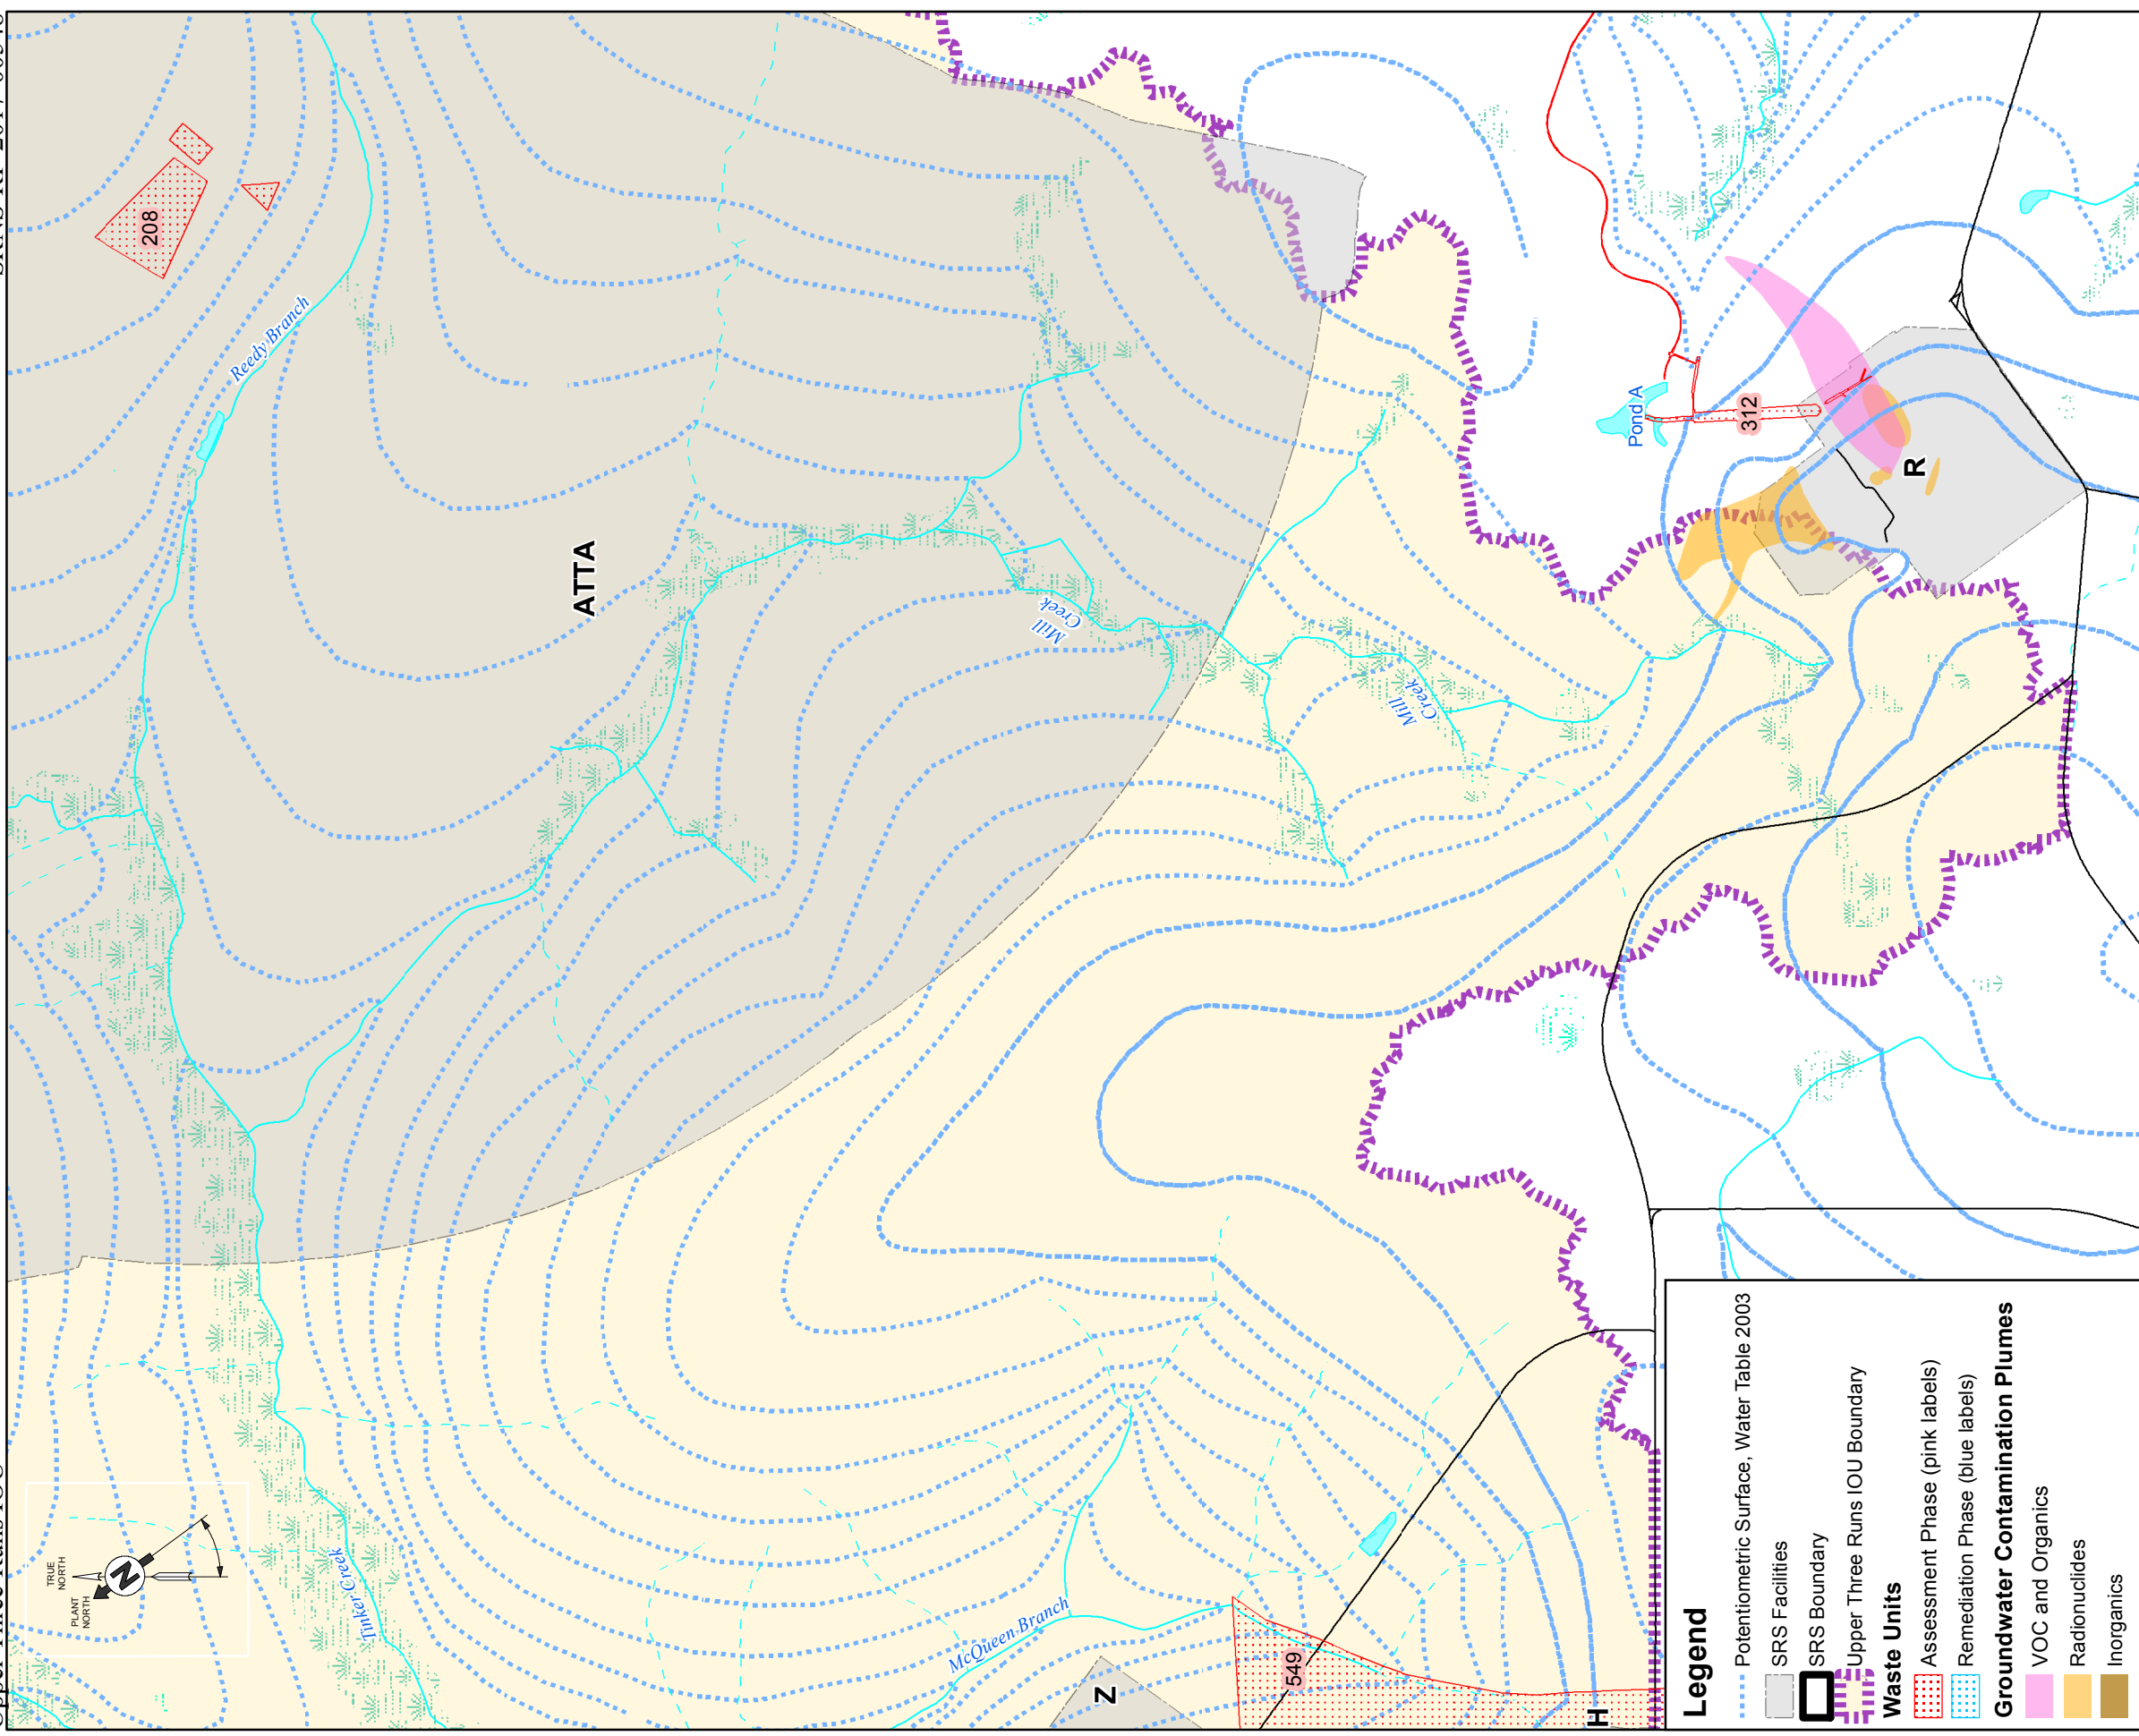 208
Reedy Branch
ATTA
Mill
Creek
Mill
Creek
Pond A
312
R
TRUE
NORTH
PLANT
NORTH
N
Tinker Creek
McQueen Branch
Z
549
H
Legend
Potentiometric Surface, Water Table 2003
SRS Facilities
SRS Boundary
Upper Three Runs IOU Boundary
Waste Units
Assessment Phase (pink labels)
Remediation Phase (blue labels)
Groundwater Contamination Plumes
VOC and Organics
Radionuclides
Inorganics